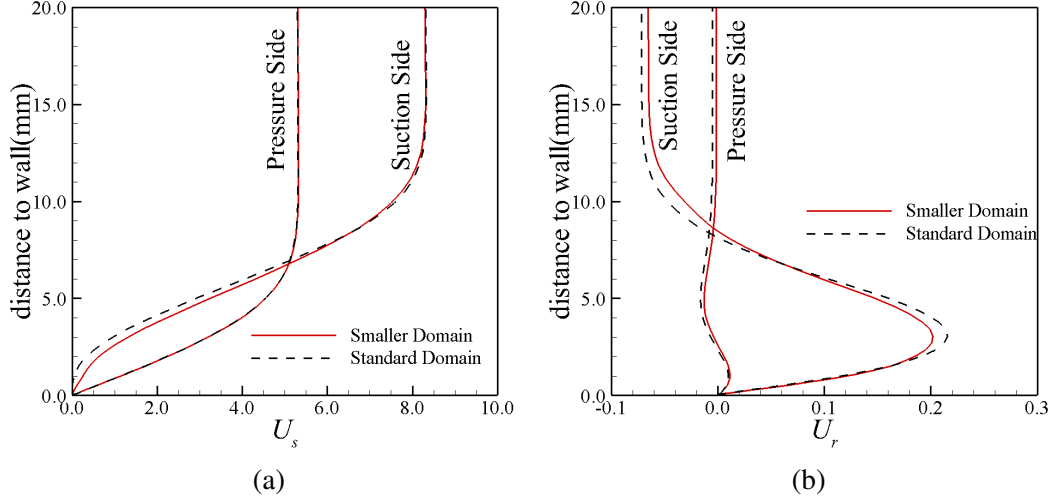 20.0
15.0
10.0
5.0
0.0
distance to wall(mm)
Pressure Side
Suction Side
Smaller Domain
Standard Domain
0.0 2.0 4.0 6.0 8.0 10.0
U_s
(a)
20.0
15.0
10.0
5.0
0.0
distance to wall(mm)
Suction Side
Pressure Side
Smaller Domain
Standard Domain
-0.1 0.0 0.1 0.2 0.3
U_r
(b)